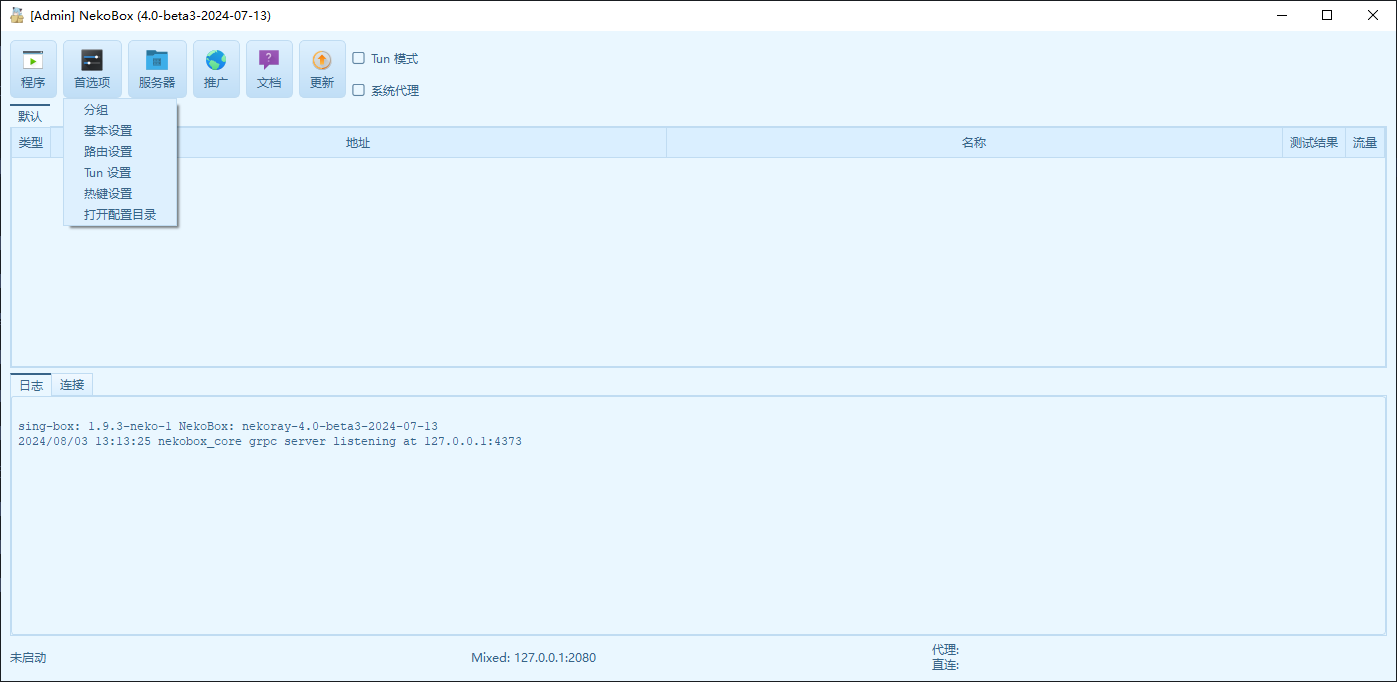 [Admin] NekoBox (4.0-beta3-2024-07-13)
程序
首选项
服务器
推广
文档
更新
Tun 模式
系统代理
默认
分组
基本设置
路由设置
Tun 设置
热键设置
打开配置目录
类型
地址
名称
测试结果
流量
日志
连接
sing-box: 1.9.3-neko-1 NekoBox: nekoray-4.0-beta3-2024-07-13
2024/08/03 13:13:25 nekobox_core grpc server listening at 127.0.0.1:4373
未启动
Mixed: 127.0.0.1:2080
代理:
直连: